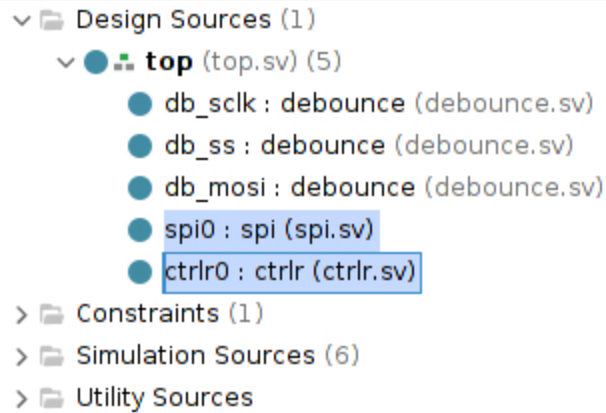 Design Sources (1)
top (top.sv) (5)
db_sclk : debounce (debounce.sv)
db_ss : debounce (debounce.sv)
db_mosi : debounce (debounce.sv)
spi0 : spi (spi.sv)
ctrlr0 : ctrlr (ctrlr.sv)
Constraints (1)
Simulation Sources (6)
Utility Sources